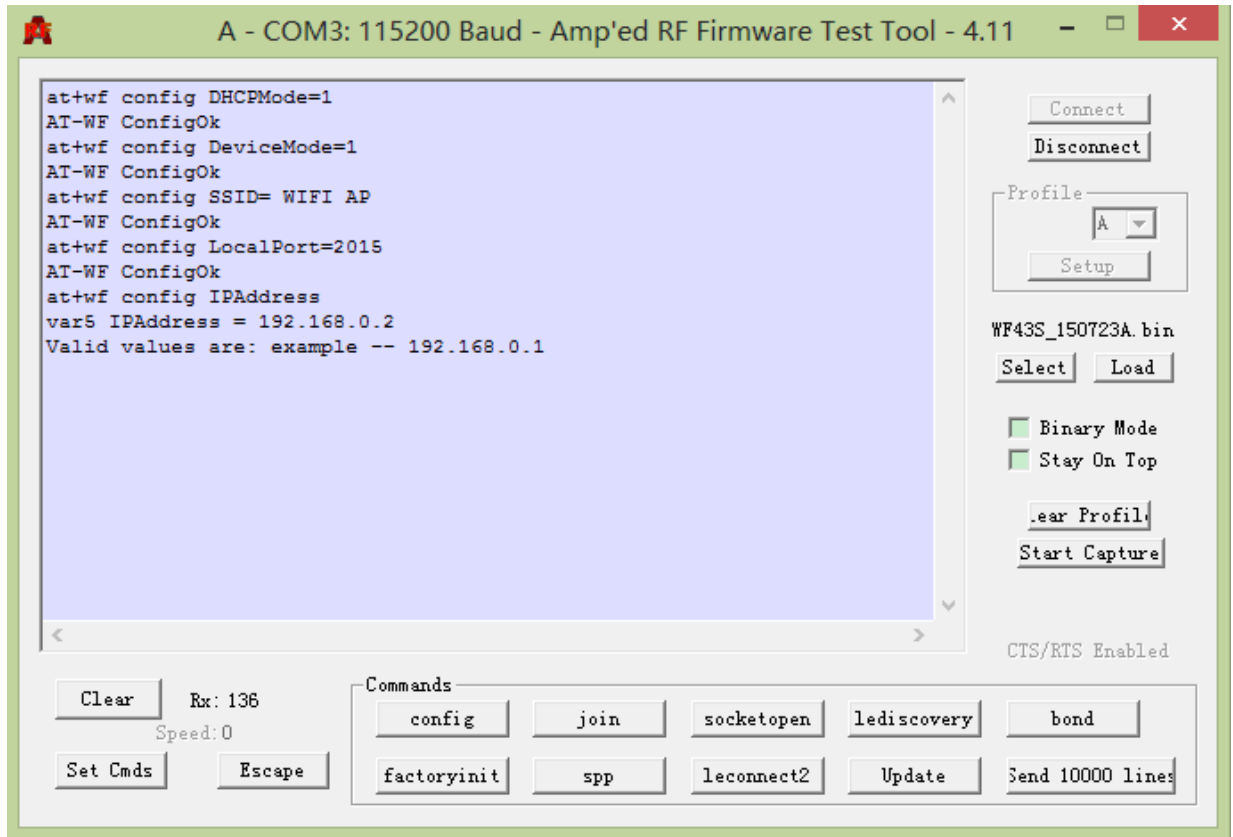 A - COM3: 115200 Baud - Amp'ed RF Firmware Test Tool - 4.11
at+wf config DHCPMode=1
AT-WF ConfigOk
at+wf config DeviceMode=1
AT-WF ConfigOk
at+wf config SSID= WIFI AP
AT-WF ConfigOk
at+wf config LocalPort=2015
AT-WF ConfigOk
at+wf config IPAddress
var5 IPAddress = 192.168.0.2
Valid values are: example -- 192.168.0.1
Connect
Disconnect
Profile
A
Setup
WF43S_150723A.bin
Select Load
Binary Mode
Stay On Top
.ear Profil
Start Capture
CTS/RTS Enabled
Clear Rx: 136
Speed: 0
Set Cmds Escape
Commands
config join socketopen lediscovery bond
factoryinit spp leconnect2 Update Send 10000 lines